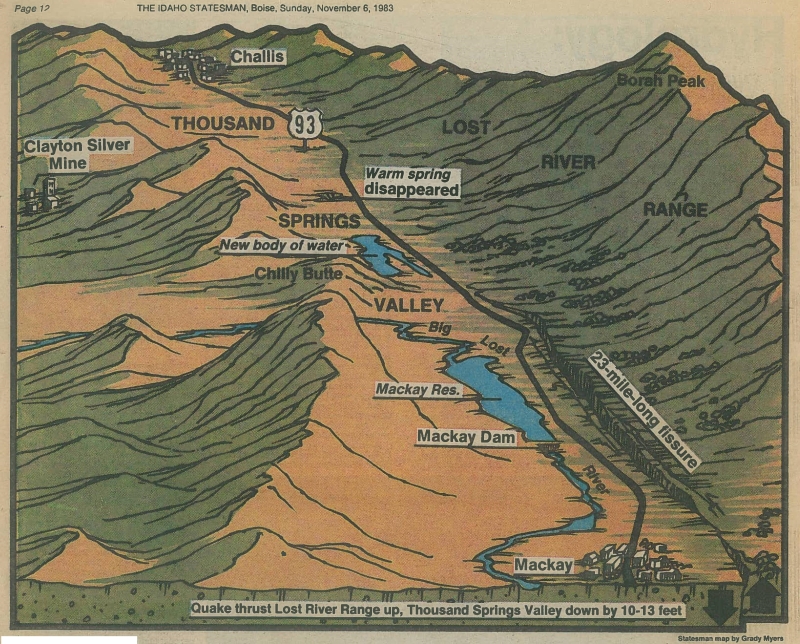 Page 12
THE IDAHO STATESMAN, Boise, Sunday, November 6, 1983
Challis
Borah Peak
THOUSAND
93
LOST
Clayton Silver
Mine
RIVER
Warm spring
disappeared
RANGE
SPRINGS
New body of water
Chilly Butte
VALLEY
Big
Lost
23-mile-long fissure
Mackay Res.
Mackay Dam
River
Mackay
Quake thrust Lost River Range up, Thousand Springs Valley down by 10-13 feet
Statesman map by Grady Myers